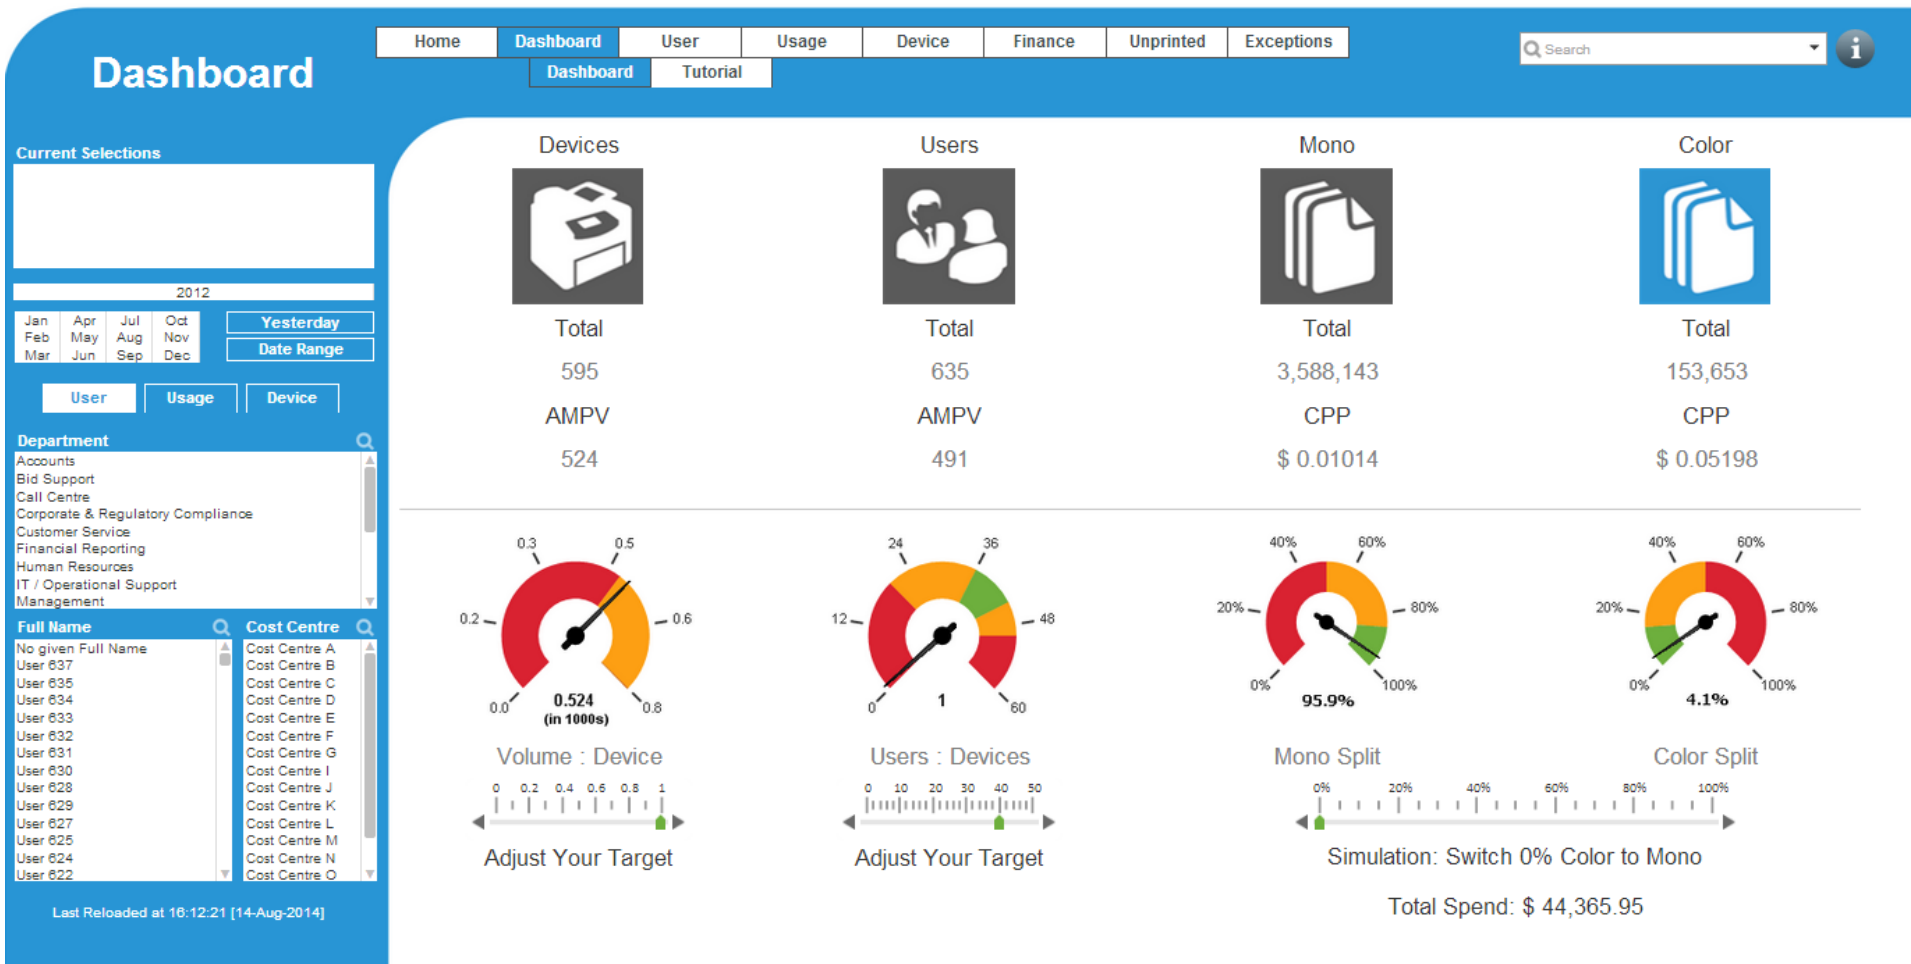 Dashboard
Home Dashboard User Usage Device Finance Unprinted Exceptions
Dashboard Tutorial
Search
i
Current Selections
2012
Jan Apr Jul Oct
Feb May Aug Nov
Mar Jun Sep Dec
Yesterday
Date Range
User Usage Device
Department
Accounts
Bid Support
Call Centre
Corporate & Regulatory Compliance
Customer Service
Financial Reporting
Human Resources
IT / Operational Support
Management
Full Name
No given Full Name
User 637
User 635
User 634
User 633
User 632
User 631
User 630
User 628
User 629
User 627
User 625
User 624
User 622
Cost Centre
Cost Centre A
Cost Centre B
Cost Centre C
Cost Centre D
Cost Centre E
Cost Centre F
Cost Centre G
Cost Centre I
Cost Centre J
Cost Centre K
Cost Centre L
Cost Centre M
Cost Centre N
Cost Centre O
Last Reloaded at 16:12:21 [14-Aug-2014]
Devices Users Mono Color
Total Total Total Total
595 635 3,588,143 153,653
AMPV AMPV CPP CPP
524 491 $ 0.01014 $ 0.05198
0.3 0.5
0.2 0.6
0.0 0.8
0.524
(in 1000s)
Volume : Device
0 0.2 0.4 0.6 0.8 1
Adjust Your Target
24 36
12 48
0 60
1
Users : Devices
0 10 20 30 40 50
Adjust Your Target
40% 60%
20% 80%
0% 100%
95.9%
Mono Split
40% 60%
20% 80%
0% 100%
4.1%
Color Split
0% 20% 40% 60% 80% 100%
Simulation: Switch 0% Color to Mono
Total Spend: $ 44,365.95